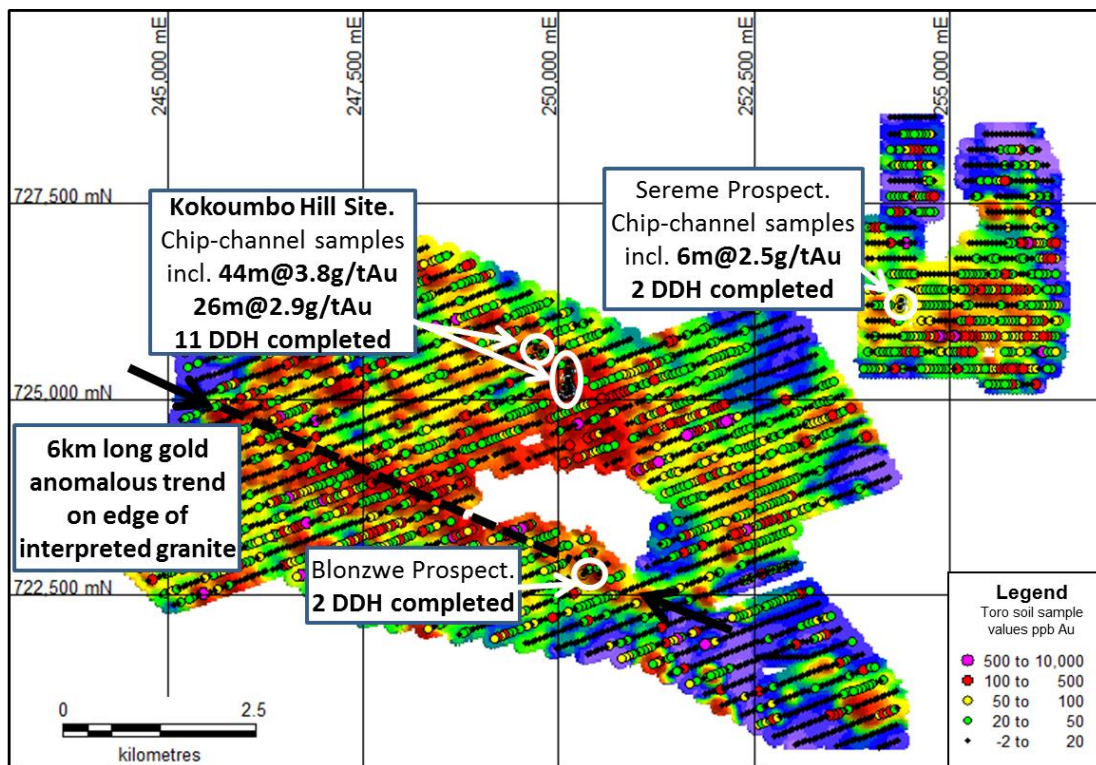 245,000 mE
247,500 mE
250,000 mE
252,500 mE
255,000 mE
727,500 mN
725,000 mN
722,500 mN
Kokoumbo Hill Site.
Chip-channel samples
incl. 44m@3.8g/tAu
26m@2.9g/tAu
11 DDH completed
Sereme Prospect.
Chip-channel samples
incl. 6m@2.5g/tAu
2 DDH completed
6km long gold
anomalous trend
on edge of
interpreted granite
Blonzwe Prospect.
2 DDH completed
0 2.5
kilometres
Legend
Toro soil sample
values ppb Au
500 to 10,000
100 to 500
50 to 100
20 to 50
-2 to 20